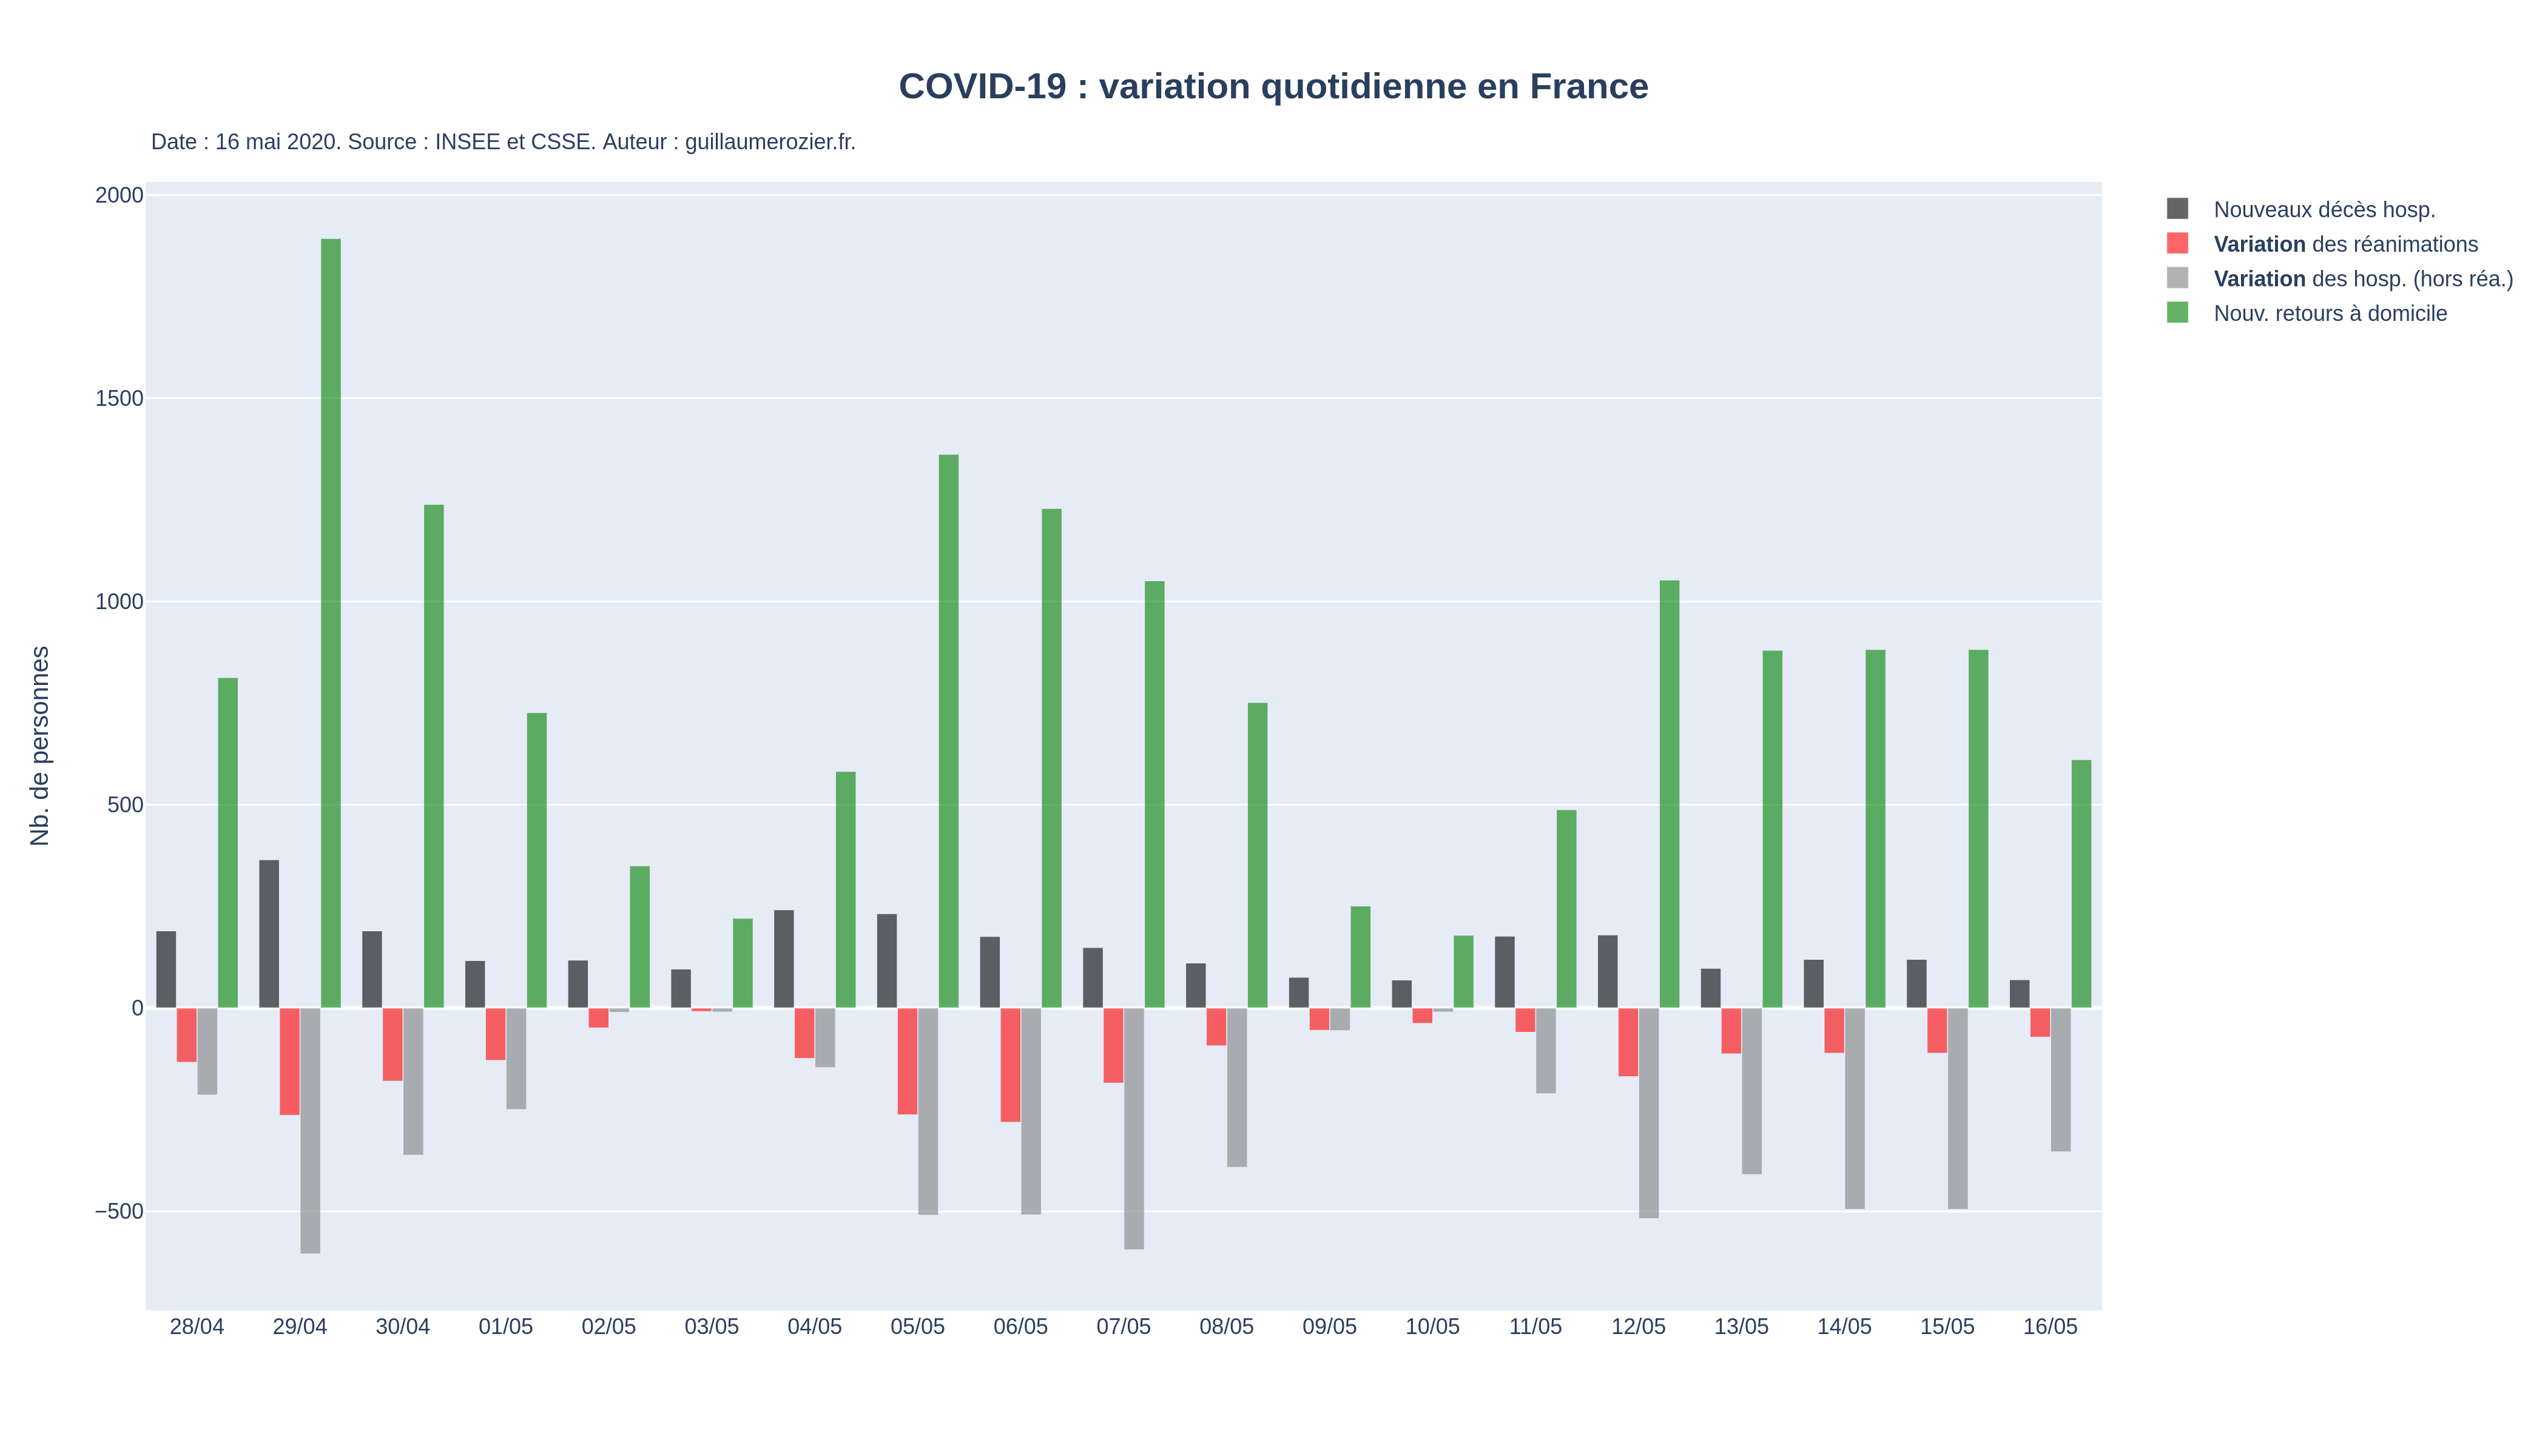 COVID-19 : variation quotidienne en France
Date : 16 mai 2020. Source : INSEE et CSSE. Auteur : guillaumerozier.fr.
Nouveaux décès hosp.
Variation des réanimations
Variation des hosp. (hors réa.)
Nouv. retours à domicile
Nb. de personnes
2000
1500
1000
500
0
−500
28/04 29/04 30/04 01/05 02/05 03/05 04/05 05/05 06/05 07/05 08/05 09/05 10/05 11/05 12/05 13/05 14/05 15/05 16/05